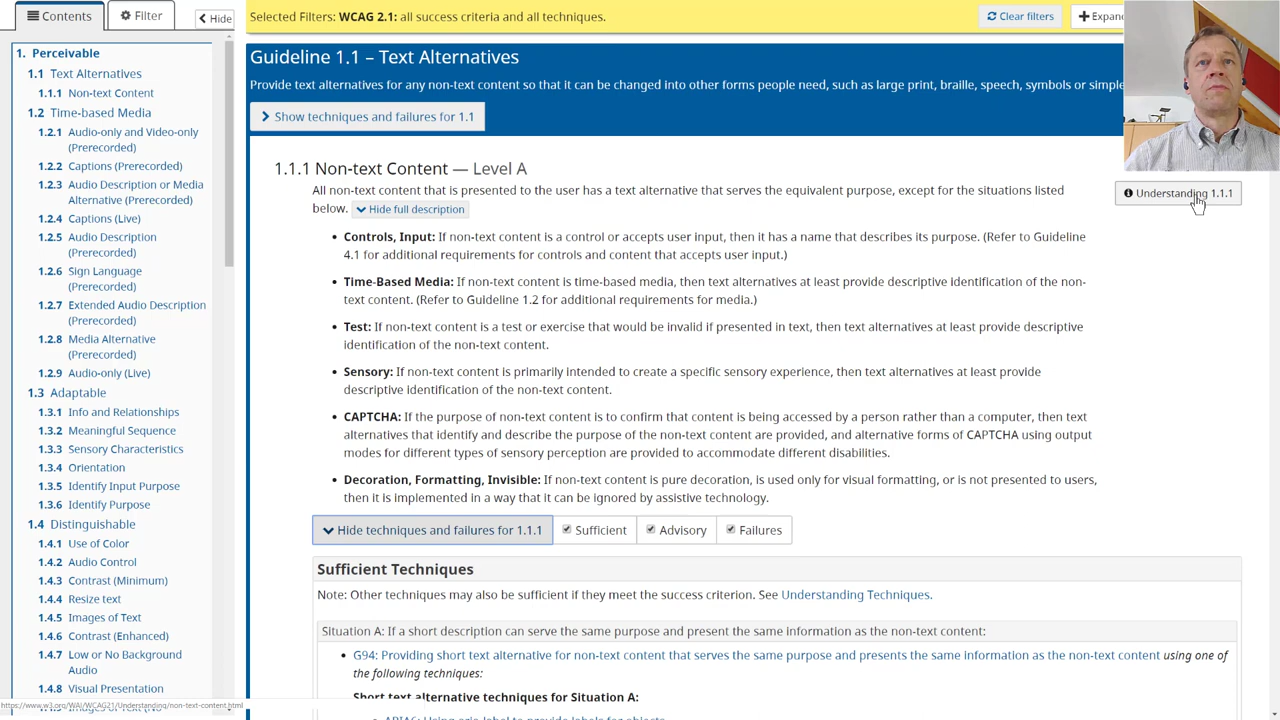 Contents
Filter
Hide
1. Perceivable
1.1 Text Alternatives
1.1.1 Non-text Content
1.2 Time-based Media
1.2.1 Audio-only and Video-only
(Prerecorded)
1.2.2 Captions (Prerecorded)
1.2.3 Audio Description or Media
Alternative (Prerecorded)
1.2.4 Captions (Live)
1.2.5 Audio Description
(Prerecorded)
1.2.6 Sign Language
(Prerecorded)
1.2.7 Extended Audio Description
(Prerecorded)
1.2.8 Media Alternative
(Prerecorded)
1.2.9 Audio-only (Live)
1.3 Adaptable
1.3.1 Info and Relationships
1.3.2 Meaningful Sequence
1.3.3 Sensory Characteristics
1.3.4 Orientation
1.3.5 Identify Input Purpose
1.3.6 Identify Purpose
1.4 Distinguishable
1.4.1 Use of Color
1.4.2 Audio Control
1.4.3 Contrast (Minimum)
1.4.4 Resize text
1.4.5 Images of Text
1.4.6 Contrast (Enhanced)
1.4.7 Low or No Background
Audio
1.4.8 Visual Presentation
https://www.w3.org/WAI/WCAG21/Understanding/non-text-content.html
Selected Filters: WCAG 2.1: all success criteria and all techniques.
Clear filters
Expan
Guideline 1.1 – Text Alternatives
Provide text alternatives for any non-text content so that it can be changed into other forms people need, such as large print, braille, speech, symbols or simple
Show techniques and failures for 1.1
1.1.1 Non-text Content — Level A
All non-text content that is presented to the user has a text alternative that serves the equivalent purpose, except for the situations listed
below. Hide full description
Understanding 1.1.1
• Controls, Input: If non-text content is a control or accepts user input, then it has a name that describes its purpose. (Refer to Guideline
4.1 for additional requirements for controls and content that accepts user input.)
• Time-Based Media: If non-text content is time-based media, then text alternatives at least provide descriptive identification of the non-
text content. (Refer to Guideline 1.2 for additional requirements for media.)
• Test: If non-text content is a test or exercise that would be invalid if presented in text, then text alternatives at least provide descriptive
identification of the non-text content.
• Sensory: If non-text content is primarily intended to create a specific sensory experience, then text alternatives at least provide
descriptive identification of the non-text content.
• CAPTCHA: If the purpose of non-text content is to confirm that content is being accessed by a person rather than a computer, then text
alternatives that identify and describe the purpose of the non-text content are provided, and alternative forms of CAPTCHA using output
modes for different types of sensory perception are provided to accommodate different disabilities.
• Decoration, Formatting, Invisible: If non-text content is pure decoration, is used only for visual formatting, or is not presented to users,
then it is implemented in a way that it can be ignored by assistive technology.
Hide techniques and failures for 1.1.1 Sufficient Advisory Failures
Sufficient Techniques
Note: Other techniques may also be sufficient if they meet the success criterion. See Understanding Techniques.
Situation A: If a short description can serve the same purpose and present the same information as the non-text content:
• G94: Providing short text alternative for non-text content that serves the same purpose and presents the same information as the non-text content using one of
the following techniques:
Short text alternative techniques for Situation A:
ARIA6: Using aria-label to provide labels for objects